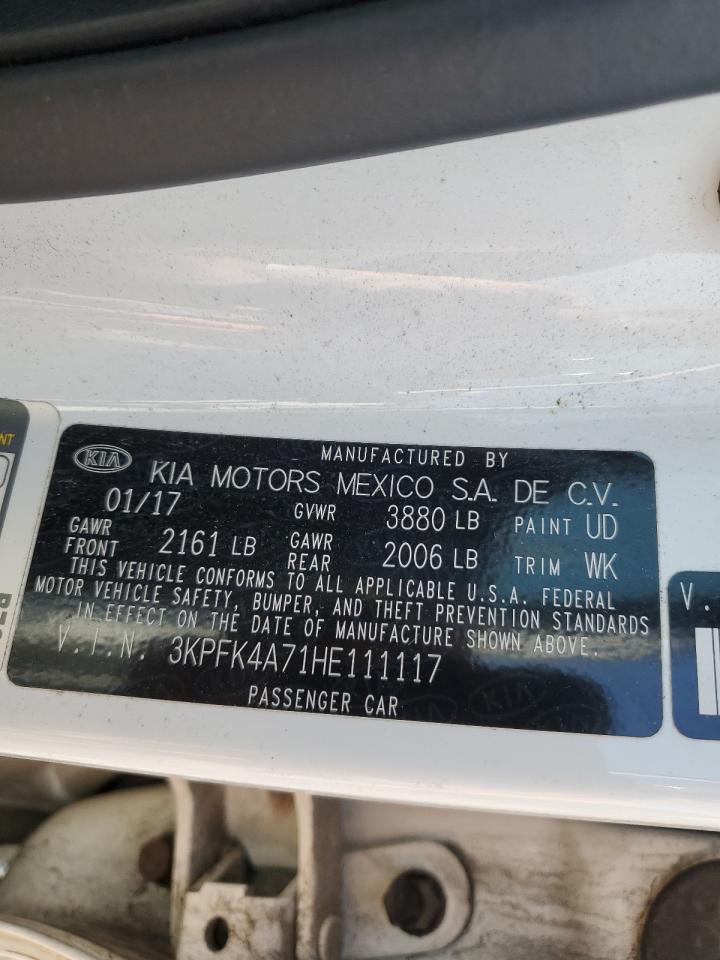 MANUFACTURED BY
KIA KIA MOTORS MEXICO S.A. DE C.V.
01/17 GVWR 3880 LB PAINT UD
GAWR FRONT 2161 LB GAWR REAR 2006 LB TRIM WK
THIS VEHICLE CONFORMS TO ALL APPLICABLE U.S.A. FEDERAL
MOTOR VEHICLE SAFETY, BUMPER, AND THEFT PREVENTION STANDARDS
IN EFFECT ON THE DATE OF MANUFACTURE SHOWN ABOVE.
V.I.N. 3KPFK4A71HE111117
PASSENGER CAR
V.